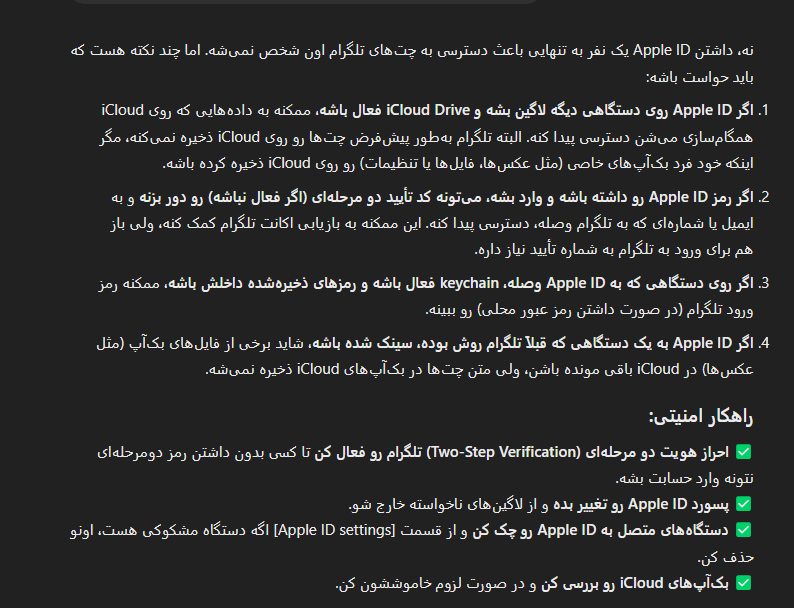 نه، داشتن Apple ID یک نفر به تنهایی باعث دسترسی به چت‌های تلگرام اون شخص نمی‌شه. اما چند نکته هست که
باید حواست باشه:
1. اگر Apple ID روی دستگاهی دیگه لاگین بشه و iCloud Drive فعال باشه، ممکنه به داده‌هایی که روی iCloud
همگام‌سازی می‌شن دسترسی پیدا کنه. البته تلگرام به‌طور پیش‌فرض چت‌ها رو روی iCloud ذخیره نمی‌کنه، مگر
اینکه خود فرد بک‌آپ‌های خاصی (مثل عکس‌ها، فایل‌ها یا تنظیمات) رو روی iCloud ذخیره کرده باشه.
2. اگر رمز Apple ID رو داشته باشه و وارد بشه، می‌تونه کد تأیید دو مرحله‌ای (اگر فعال نباشه) رو دور بزنه و به
ایمیل یا شماره‌ای که به تلگرام وصله، دسترسی پیدا کنه. این ممکنه به بازیابی اکانت تلگرام کمک کنه، ولی باز
هم برای ورود به تلگرام به شماره تأیید نیاز داره.
3. اگر روی دستگاهی که به Apple ID وصله، keychain فعال باشه و رمزهای ذخیره‌شده داخلش باشه، ممکنه رمز
ورود تلگرام (در صورت داشتن رمز عبور محلی) رو ببینه.
4. اگر Apple ID به یک دستگاهی که قبلاً تلگرام روش بوده، سینک شده باشه، شاید برخی از فایل‌های بک‌آپ (مثل
عکس‌ها) در iCloud باقی مونده باشن، ولی متن چت‌ها در بک‌آپ‌های iCloud ذخیره نمی‌شه.
راهکار امنیتی:
✅ احراز هویت دو مرحله‌ای (Two-Step Verification) تلگرام رو فعال کن تا کسی بدون داشتن رمز دومرحله‌ای
نتونه وارد حسابت بشه.
✅ پسورد Apple ID رو تغییر بده و از لاگین‌های ناخواسته خارج شو.
✅ دستگاه‌های متصل به Apple ID رو چک کن و از قسمت [Apple ID settings] اگه دستگاه مشکوکی هست، اونو
حذف کن.
✅ بک‌آپ‌های iCloud رو بررسی کن و در صورت لزوم خاموششون کن.